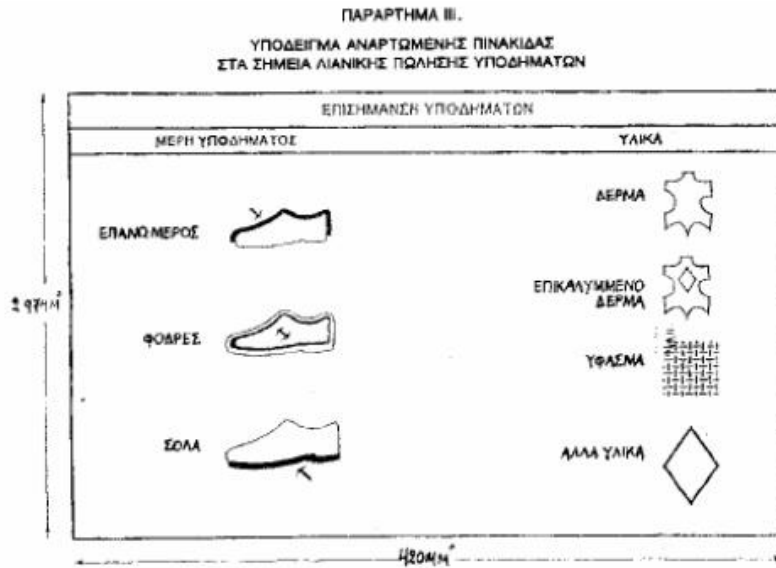 ΠΑΡΑΡΤΗΜΑ III.
ΥΠΟΔΕΙΓΜΑ ΑΝΑΡΤΩΜΕΝΗΣ ΠΙΝΑΚΙΔΑΣ
ΣΤΑ ΣΗΜΕΙΑ ΛΙΑΝΙΚΗΣ ΠΩΛΗΣΗΣ ΥΠΟΔΗΜΑΤΩΝ
ΕΠΙΣΗΜΑΝΣΗ ΥΠΟΔΗΜΑΤΩΝ
ΜΕΡΗ ΥΠΟΔΗΜΑΤΟΣ
ΥΛΙΚΑ
ΕΠΑΝΩ ΜΕΡΟΣ
ΔΕΡΜΑ
ΕΠΙΚΑΛΥΜΜΕΝΟ
ΔΕΡΜΑ
ΦΟΔΡΕΣ
ΥΦΑΣΜΑ
ΣΟΛΑ
ΑΛΛΑ ΥΛΙΚΑ
420MM